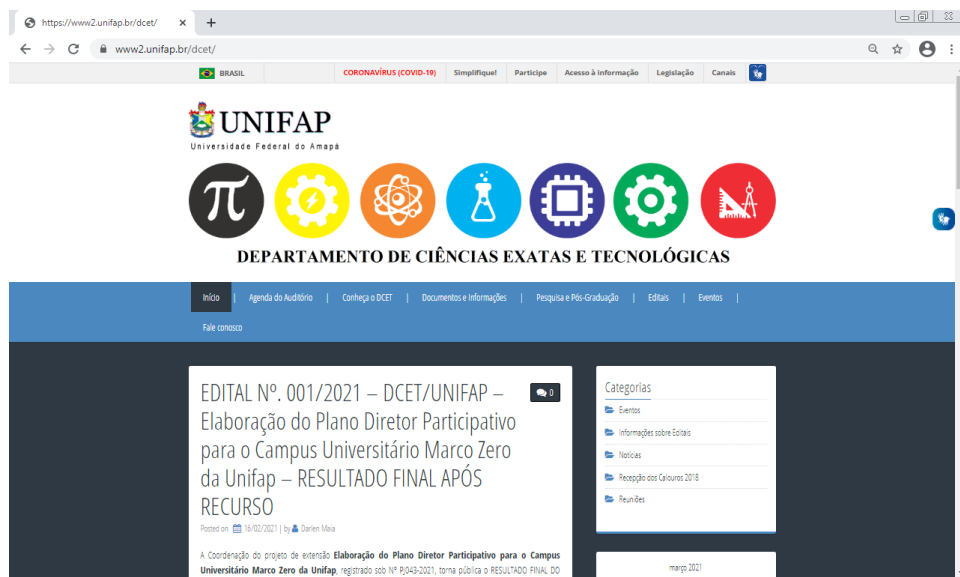 https://www2.unifap.br/dcet/
www2.unifap.br/dcet/
BRASIL CORONAVÍRUS (COVID-19) Simplifique! Participe Acesso à informação Legislação Canais
UNIFAP
Universidade Federal do Amapá
π
DEPARTAMENTO DE CIÊNCIAS EXATAS E TECNOLÓGICAS
Início | Agenda do Auditório | Conheça o DCET | Documentos e Informações | Pesquisa e Pós-Graduação | Editais | Eventos |
Fale conosco
EDITAL Nº. 001/2021 – DCET/UNIFAP –
Elaboração do Plano Diretor Participativo
para o Campus Universitário Marco Zero
da Unifap – RESULTADO FINAL APÓS
RECURSO
0
Posted on 16/02/2021 | by Darlen Maia
A Coordenação do projeto de extensão Elaboração do Plano Diretor Participativo para o Campus
Universitário Marco Zero da Unifap, registrado sob Nº PJ043-2021, torna pública o RESULTADO FINAL DO
Categorias
Eventos
Informações sobre Editais
Notícias
Recepção dos Calouros 2018
Reuniões
março 2021